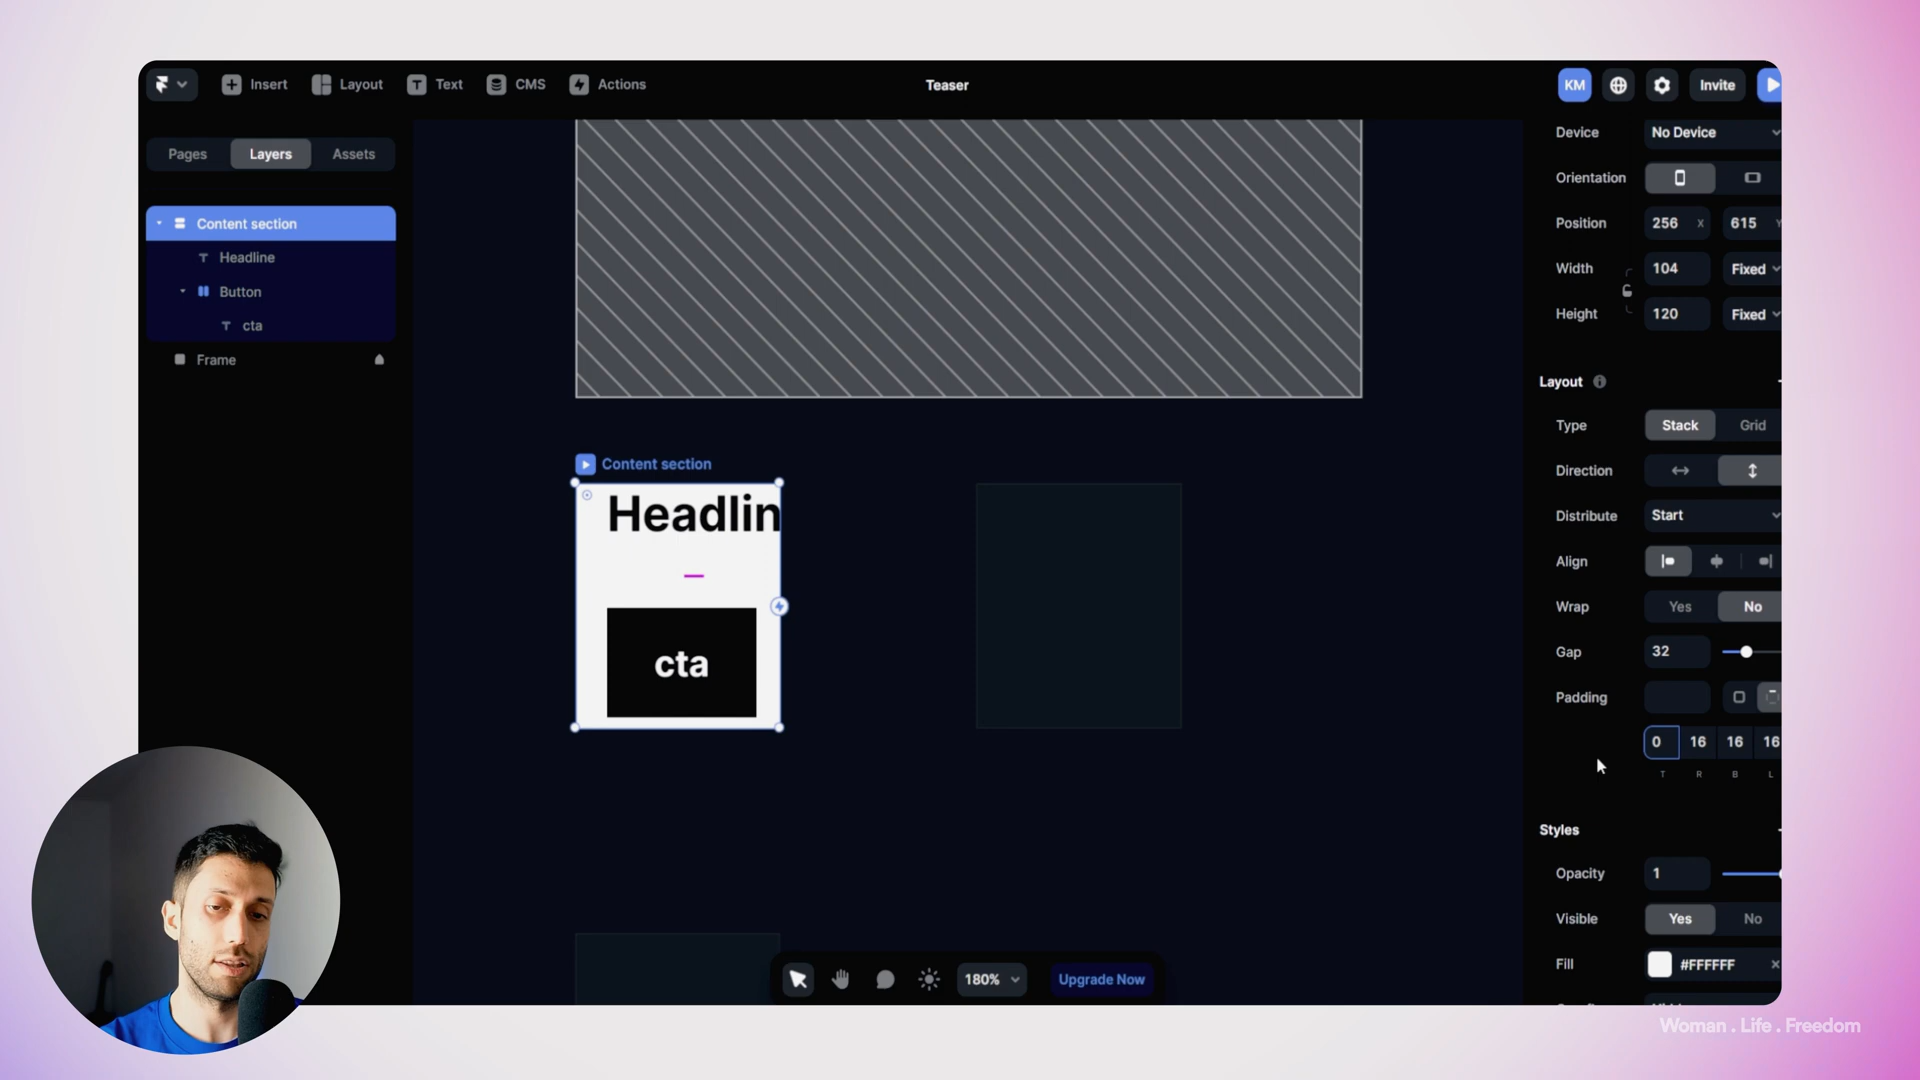 Insert
Layout
Text
CMS
Actions
Teaser
KM
Invite
Pages
Layers
Assets
Content section
Headline
Button
cta
Frame
Content section
Headlin
cta
180%
Upgrade Now
Device No Device
Orientation
Position 256 X 615 Y
Width 104 Fixed
Height 120 Fixed
Layout
Type Stack Grid
Direction
Distribute Start
Align
Wrap Yes No
Gap 32
Padding
0 16 16 16
T R B L
Styles
Opacity 1
Visible Yes No
Fill #FFFFFF
Woman . Life . Freedom